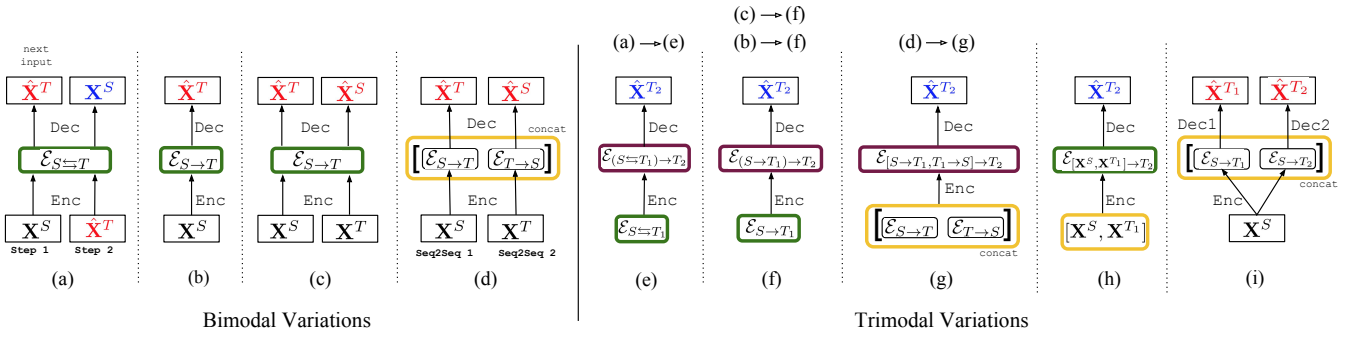 (c) → (f)
(a) → (e) (b) → (f) (d) → (g)
next
input
X̂^T X^S X̂^T X̂^T X̂^S X̂^T X̂^S X̂^{T_2} X̂^{T_2} X̂^{T_2} X̂^{T_2} X̂^{T_1} X̂^{T_2}
Dec Dec Dec Dec Dec Dec Dec Dec Dec1 Dec2
concat
ℰ_{S⇆T} ℰ_{S→T} ℰ_{S→T} [ℰ_{S→T} ℰ_{T→S}] ℰ_{(S⇆T_1)→T_2} ℰ_{(S→T_1)→T_2} ℰ_{[S→T_1,T_1→S]→T_2} ℰ_{[X^S,X^{T_1}]→T_2} [ℰ_{S→T_1} ℰ_{S→T_2}]
concat
Enc Enc Enc Enc Enc Enc Enc Enc Enc
X^S X̂^T X^S X^S X^T X^S X^T ℰ_{S⇆T_1} ℰ_{S→T_1} [ℰ_{S→T} ℰ_{T→S}] [X^S, X^{T_1}] X^S
Step 1 Step 2 Seq2Seq 1 Seq2Seq 2 concat
(a) (b) (c) (d) (e) (f) (g) (h) (i)
Bimodal Variations Trimodal Variations